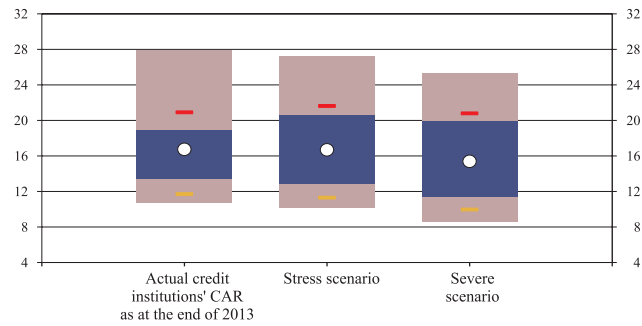 32 32
28 28
24 24
20 20
16 16
12 12
8 8
4 4
Actual credit Stress scenario Severe
institutions' CAR scenario
as at the end of 2013